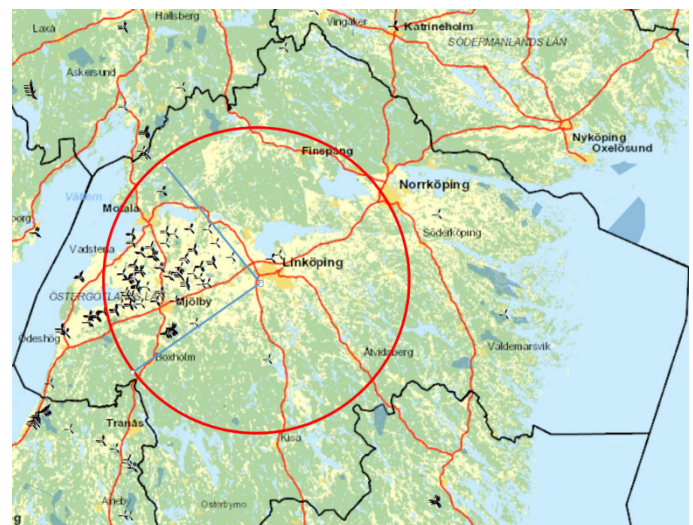 Laxå
Hallsberg
Vingåker
Katrineholm
SÖDERMANLANDS LÄN
Askersund
Nyköping
Oxelösund
Finspång
Norrköping
Vättern
Motala
Söderköping
Vadstena
Linköping
ÖSTERGÖTLANDS LÄN
Mjölby
Ödeshög
Valdemarsvik
Boxholm
Åtvidaberg
Tranås
Kisa
Aneby
Österbymo